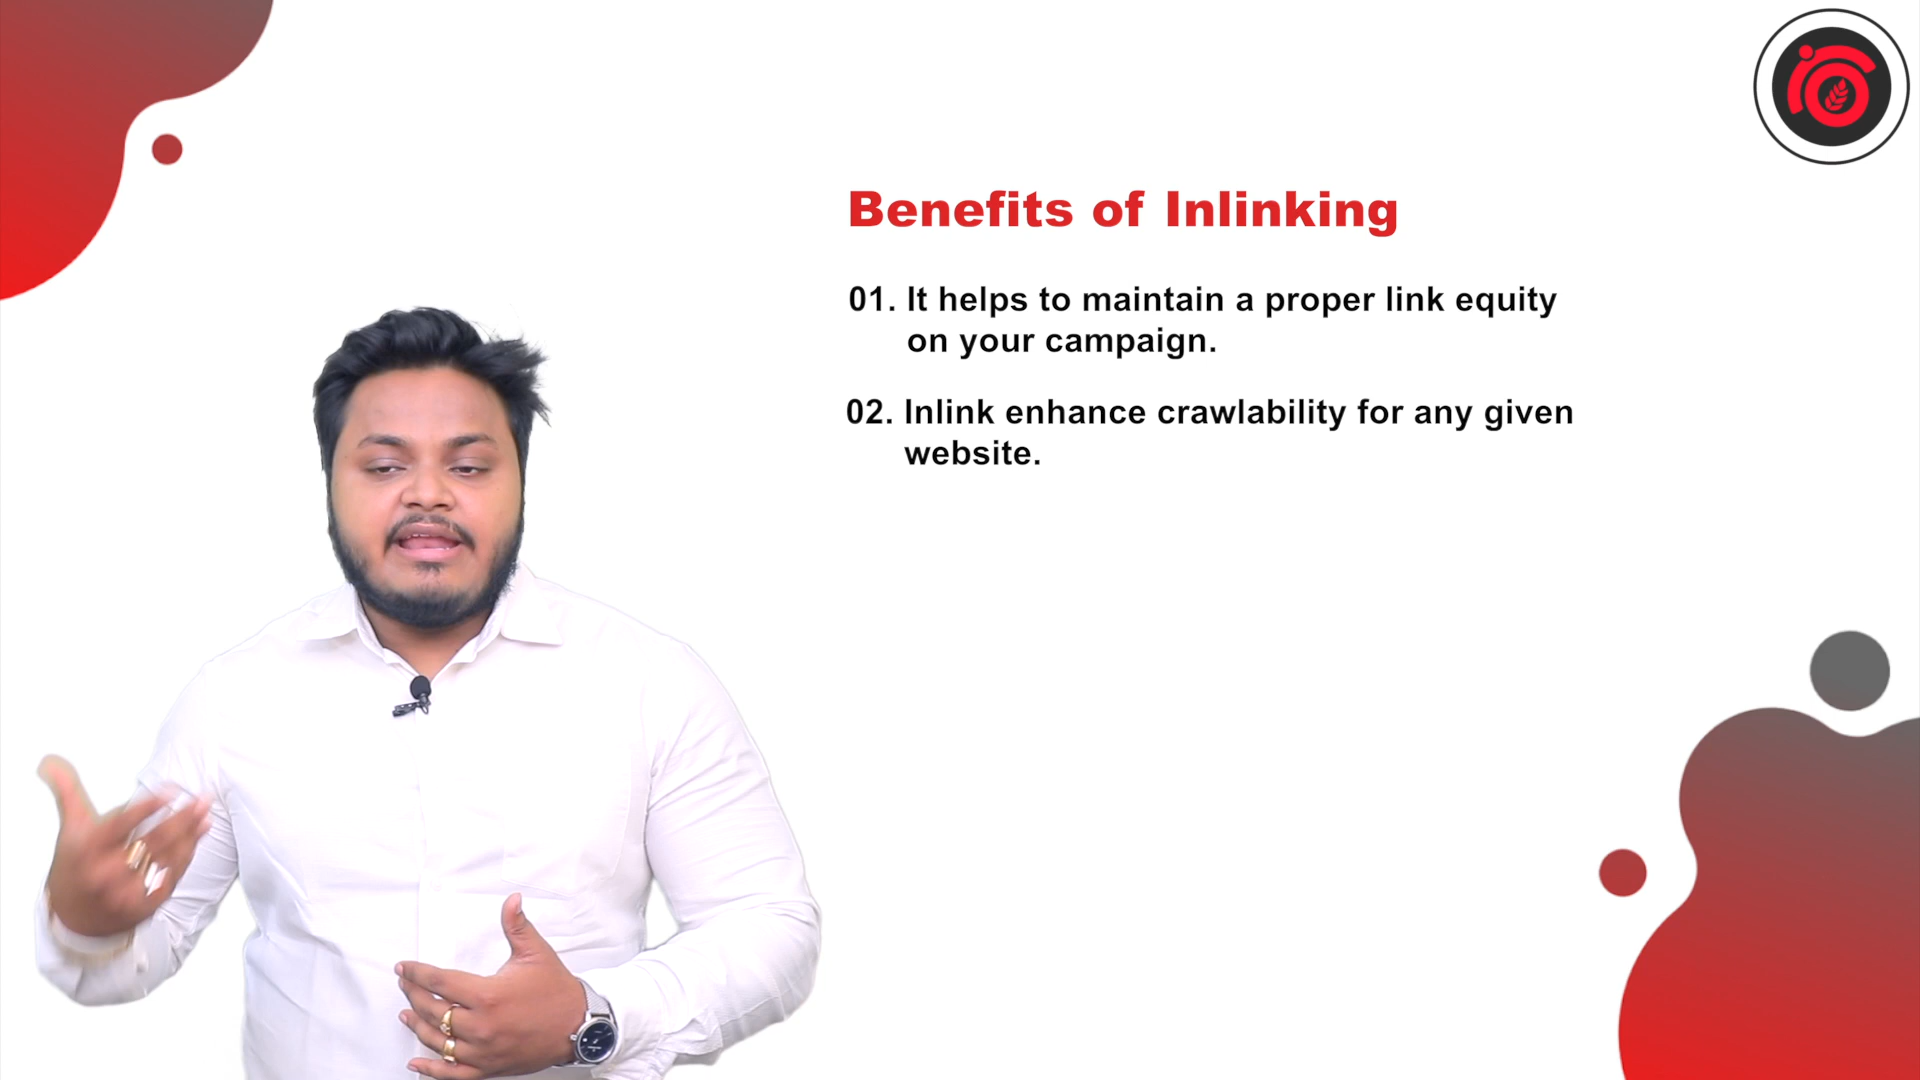 Benefits of Inlinking
01. It helps to maintain a proper link equity
on your campaign.
02. Inlink enhance crawlability for any given
website.